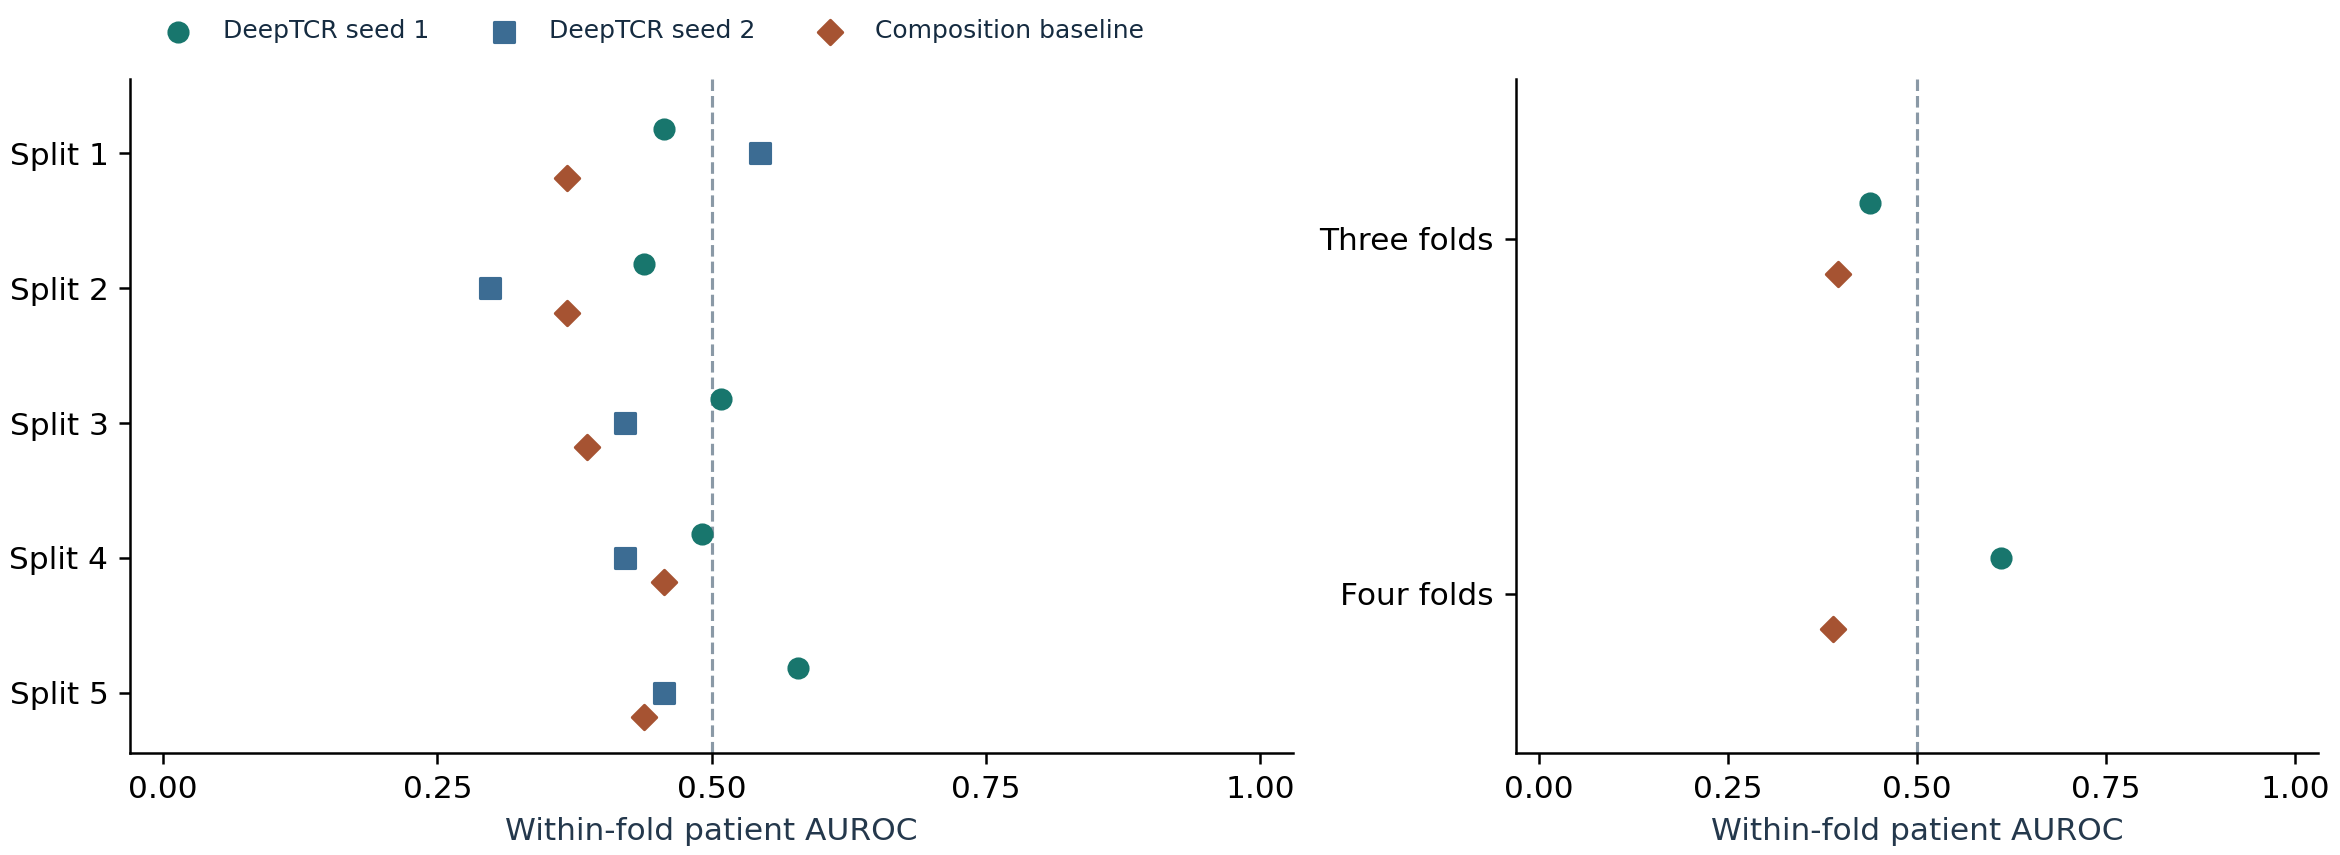 DeepTCR seed 1
DeepTCR seed 2
Composition baseline
Split 1
Split 2
Split 3
Split 4
Split 5
0.00 0.25 0.50 0.75 1.00
Within-fold patient AUROC
Three folds
Four folds
0.00 0.25 0.50 0.75 1.00
Within-fold patient AUROC